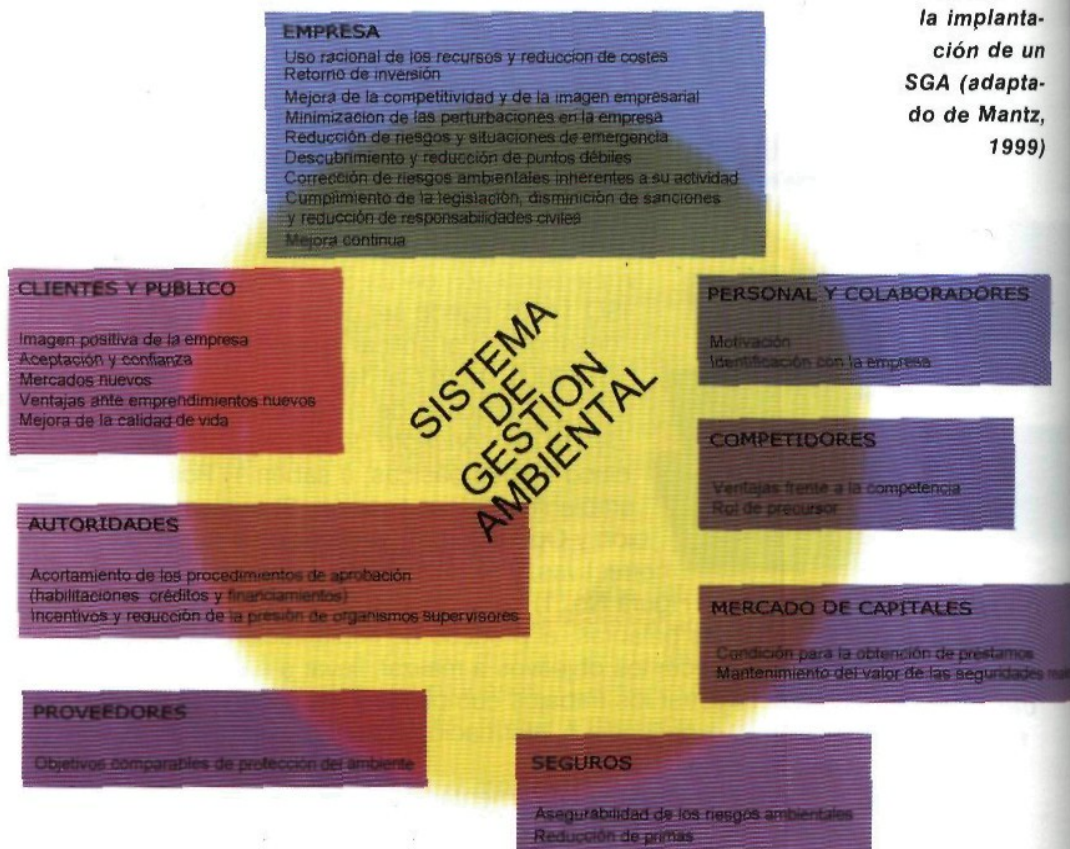 la implanta-
ción de un
SGA (adapta-
do de Mantz,
1999)
EMPRESA
Uso racional de los recursos y reduccion de costes
Retorno de inversión
Mejora de la competitividad y de la imagen empresarial
Minimizacion de las perturbaciones en la empresa
Reducción de riesgos y situaciones de emergencia
Descubrimiento y reducción de puntos débiles
Corrección de riesgos ambientales inherentes a su actividad
Cumplimiento de la legislación, disminición de sanciones
y reducción de responsabilidades civiles
Mejora continua
CLIENTES Y PUBLICO
Imagen positiva de la empresa
Aceptación y confianza
Mercados nuevos
Ventajas ante emprendimientos nuevos
Mejora de la calidad de vida
SISTEMA
DE
GESTION
AMBIENTAL
PERSONAL Y COLABORADORES
Motivación
Identificación con la empresa
COMPETIDORES
Ventajas frente a la competencia
Rol de precursor
AUTORIDADES
Acortamiento de los procedimientos de aprobación
(habilitaciones créditos y financiamientos)
Incentivos y reducción de la presión de organismos supervisores
MERCADO DE CAPITALES
Condición para la obtención de préstamos
Mantenimiento del valor de las seguridades
PROVEEDORES
Objetivos comparables de protección del ambiente
SEGUROS
Asegurabilidad de los riesgos ambientales
Reducción de primas